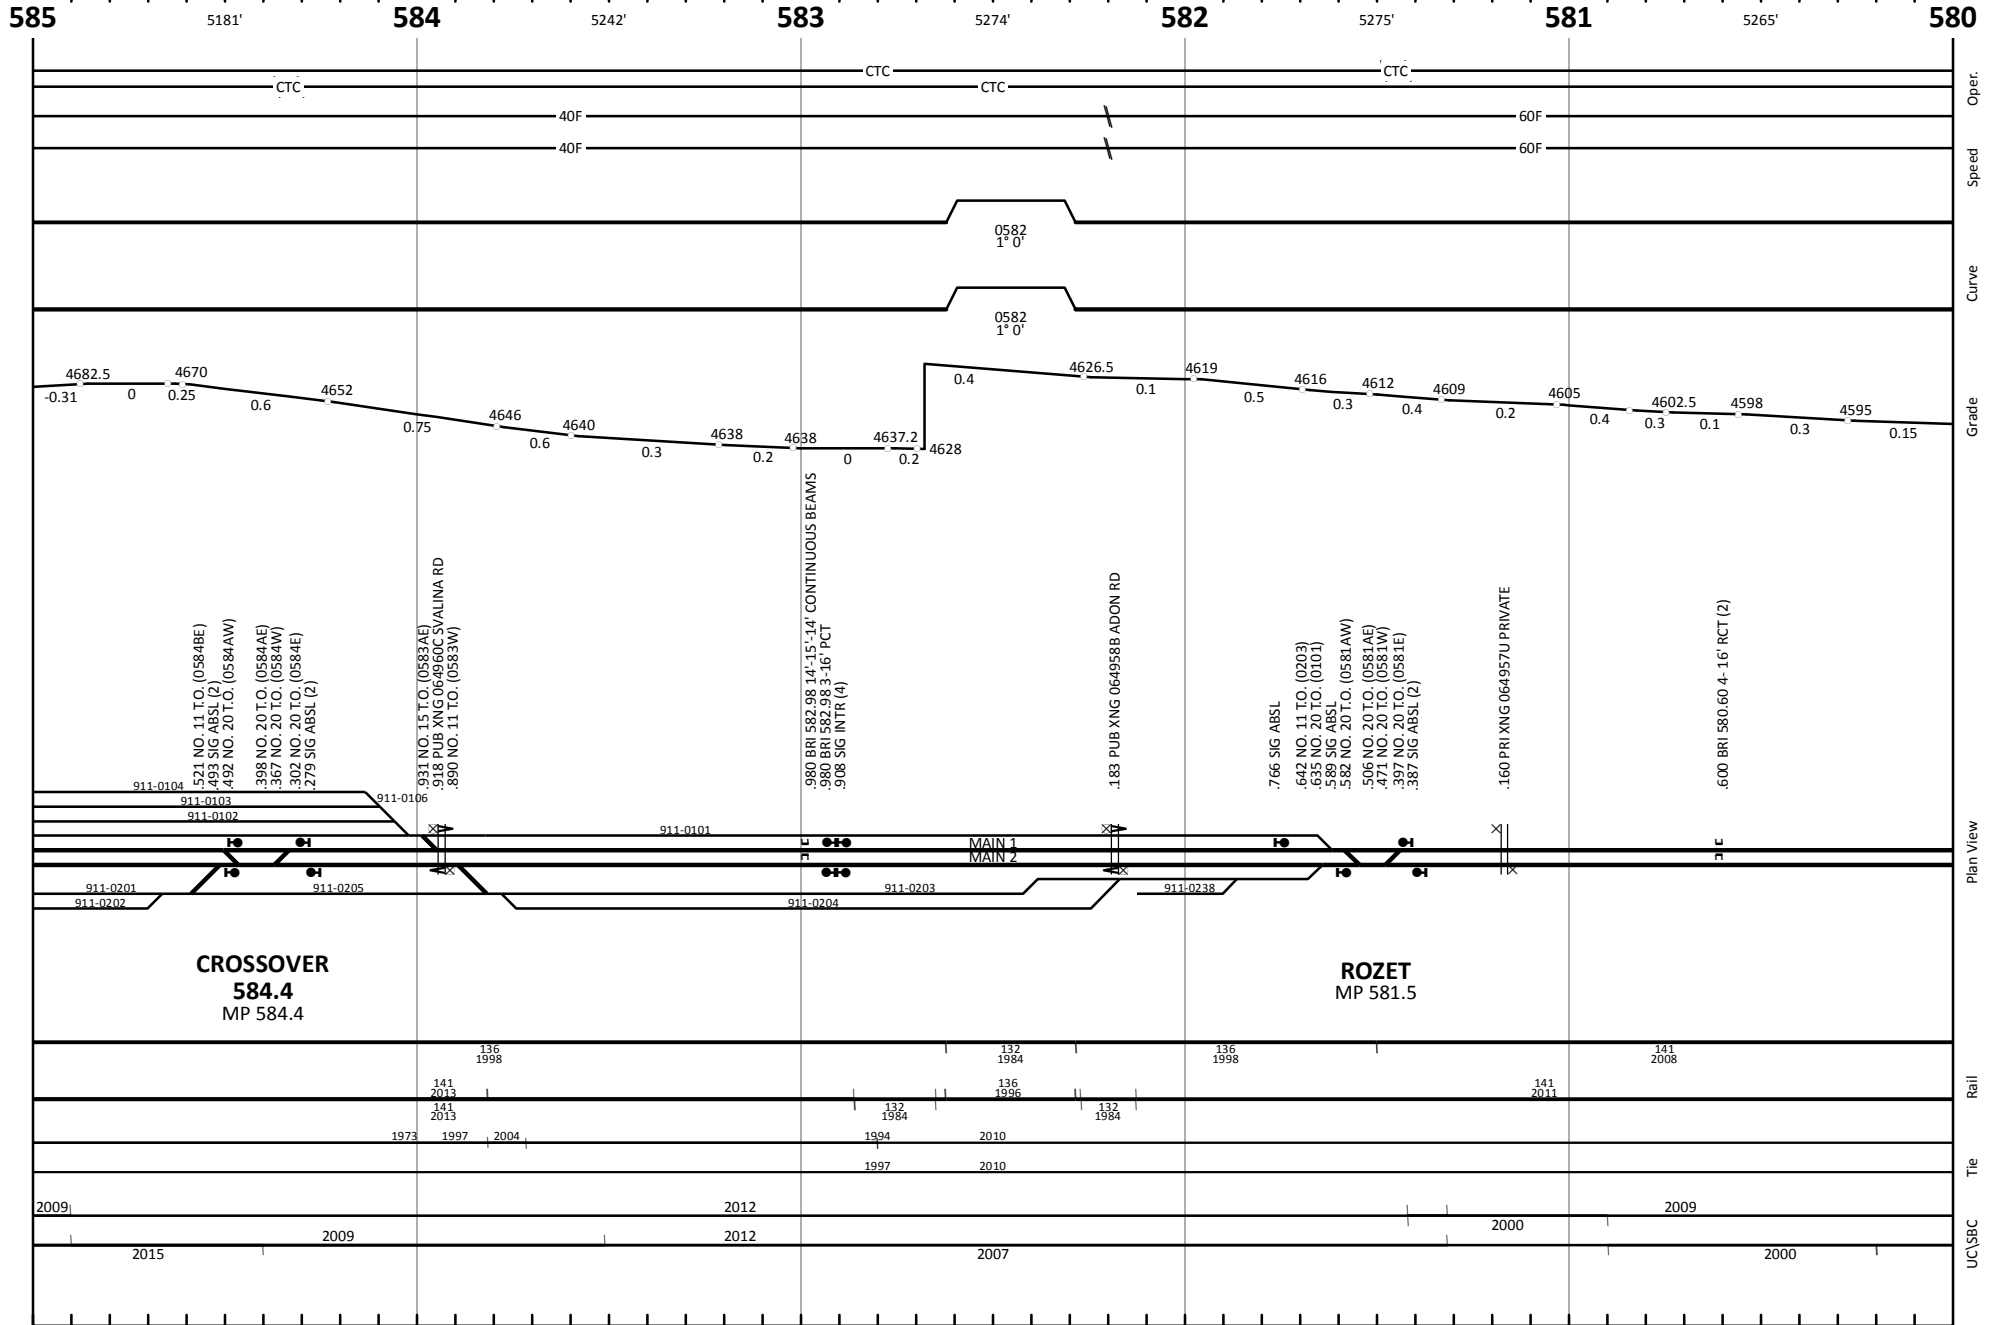 585 5181' 584 5242' 583 5274' 582 5275' 581 5265' 580
CTC CTC
CTC CTC
Oper.
40F 60F
40F 60F
Speed
0582
1° 0'
0582
1° 0'
Curve
4682.5 4670 4652 4646 4640 4638 4638 4637.2 4628 4626.5 4619 4616 4612 4609 4605 4602.5 4598 4595
-0.31 0 0.25 0.6 0.75 0.6 0.3 0.2 0 0.2 0.4 0.1 0.5 0.3 0.4 0.2 0.4 0.3 0.1 0.3 0.15
Grade
.521 NO. 11 T.O. (0584BE)
.493 SIG ABSL (2)
.492 NO. 20 T.O. (0584AW)
.398 NO. 20 T.O. (0584AE)
.367 NO. 20 T.O. (0584W)
.302 NO. 20 T.O. (0584E)
.279 SIG ABSL (2)
.931 NO. 15 T.O. (0583AE)
.918 PUB XNG 064960C SVALINA RD
.890 NO. 11 T.O. (0583W)
.980 BRI 582.98 14'-15'-14' CONTINUOUS BEAMS
.980 BRI 582.98 3-16' PCT
.908 SIG INTR (4)
.183 PUB XNG 064958B ADON RD
.766 SIG ABSL
.642 NO. 11 T.O. (0203)
.635 NO. 20 T.O. (0101)
.589 SIG ABSL
.582 NO. 20 T.O. (0581AW)
.506 NO. 20 T.O. (0581AE)
.471 NO. 20 T.O. (0581W)
.397 NO. 20 T.O. (0581E)
.387 SIG ABSL (2)
.160 PRI XNG 064957U PRIVATE
.600 BRI 580.60 4- 16' RCT (2)
911-0104
911-0106
911-0103
911-0102
911-0101
MAIN 1
MAIN 2
911-0201 911-0205 911-0203 911-0238
911-0202 911-0204
Plan View
CROSSOVER
584.4
MP 584.4
ROZET
MP 581.5
136 132 136 141
1998 1984 1998 2008
141 136 141
2013 1996 2011
141 132 132
2013 1984 1984
Rail
1973 1997 2004 1994 2010
1997 2010
Tie
2009 2012 2009
2000
2009 2012
2015 2007 2000
UC\SBC